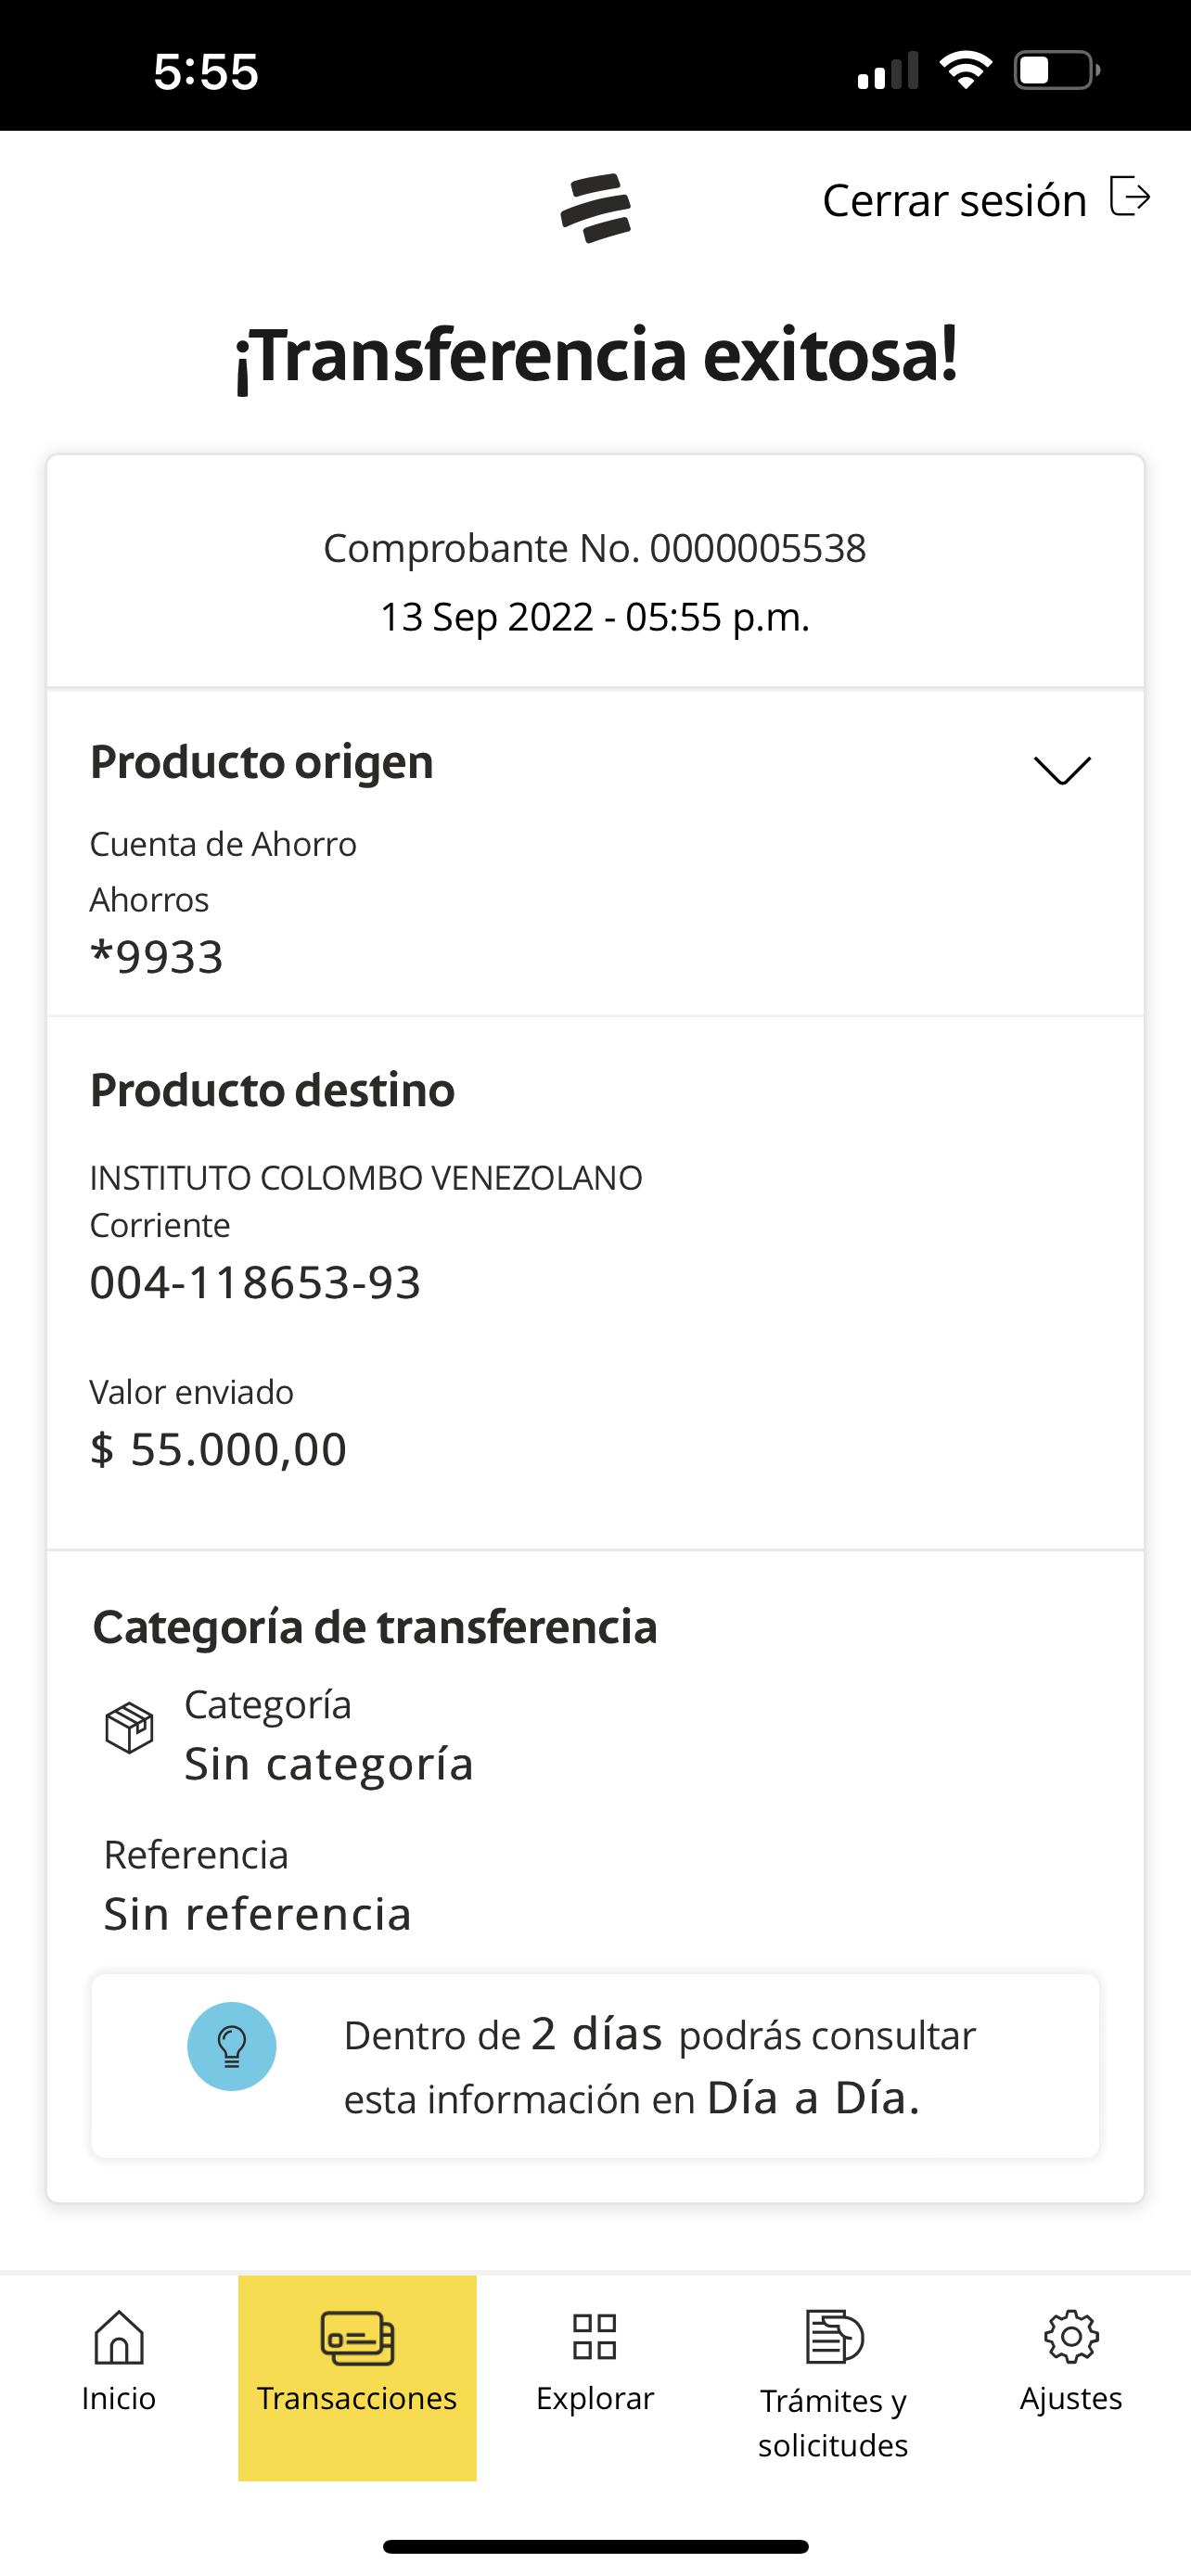 5:55
Cerrar sesión
¡Transferencia exitosa!
Comprobante No. 0000005538
13 Sep 2022 - 05:55 p.m.
Producto origen
Cuenta de Ahorro
Ahorros
*9933
Producto destino
INSTITUTO COLOMBO VENEZOLANO
Corriente
004-118653-93
Valor enviado
$ 55.000,00
Categoría de transferencia
Categoría
Sin categoría
Referencia
Sin referencia
Dentro de 2 días podrás consultar
esta información en Día a Día.
Inicio
Transacciones
Explorar
Trámites y
solicitudes
Ajustes